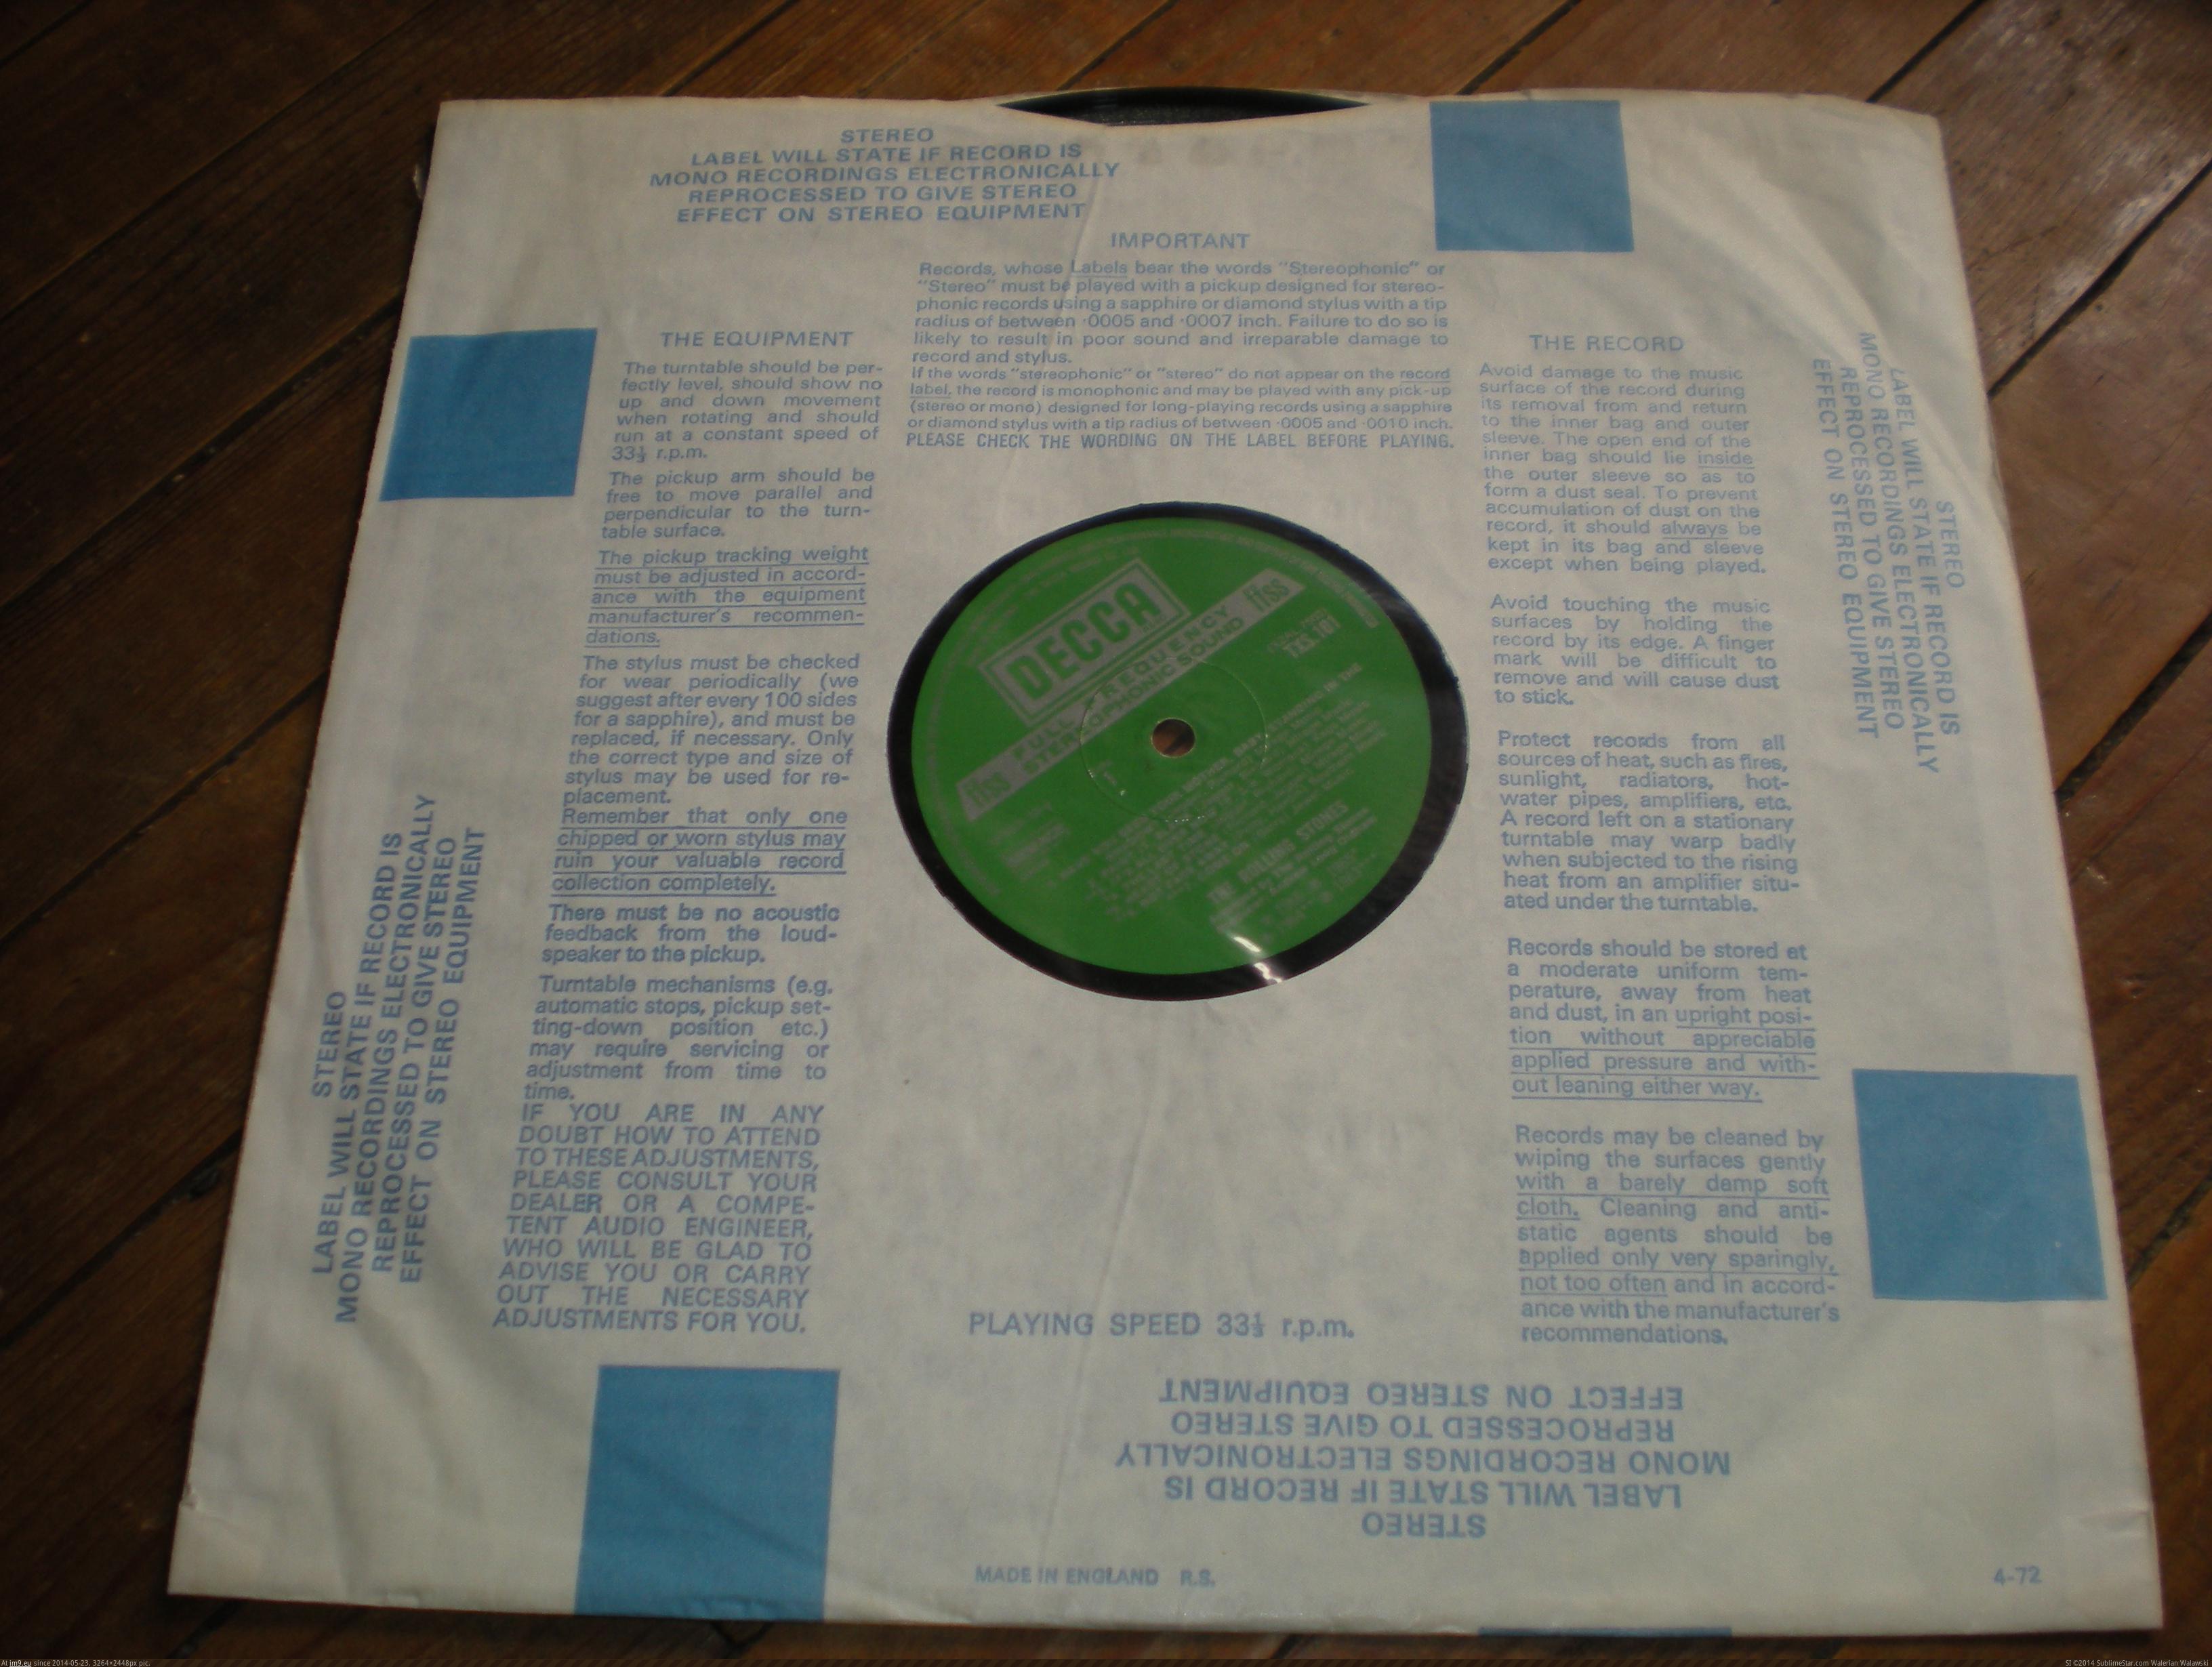 STEREO
LABEL WILL STATE IF RECORD IS
MONO RECORDINGS ELECTRONICALLY
REPROCESSED TO GIVE STEREO
EFFECT ON STEREO EQUIPMENT
IMPORTANT
Records, whose Labels bear the words "Stereophonic" or
"Stereo" must be played with a pickup designed for stereo-
phonic records using a sapphire or diamond stylus with a tip
radius of between ·0005 and ·0007 inch. Failure to do so is
likely to result in poor sound and irreparable damage to
record and stylus.
If the words "stereophonic" or "stereo" do not appear on the record
label, the record is monophonic and may be played with any pick-up
(stereo or mono) designed for long-playing records using a sapphire
or diamond stylus with a tip radius of between ·0005 and ·0010 inch.
PLEASE CHECK THE WORDING ON THE LABEL BEFORE PLAYING.
THE EQUIPMENT
The turntable should be per-
fectly level, should show no
up and down movement
when rotating and should
run at a constant speed of
33⅓ r.p.m.
The pickup arm should be
free to move parallel and
perpendicular to the turn-
table surface.
The pickup tracking weight
must be adjusted in accord-
ance with the equipment
manufacturer's recommen-
dations.
The stylus must be checked
for wear periodically (we
suggest after every 100 sides
for a sapphire), and must be
replaced, if necessary. Only
the correct type and size of
stylus may be used for re-
placement.
Remember that only one
chipped or worn stylus may
ruin your valuable record
collection completely.
There must be no acoustic
feedback from the loud-
speaker to the pickup.
Turntable mechanisms (e.g.
automatic stops, pickup set-
ting-down position etc.)
may require servicing or
adjustment from time to
time.
IF YOU ARE IN ANY
DOUBT HOW TO ATTEND
TO THESE ADJUSTMENTS,
PLEASE CONSULT YOUR
DEALER OR A COMPE-
TENT AUDIO ENGINEER,
WHO WILL BE GLAD TO
ADVISE YOU OR CARRY
OUT THE NECESSARY
ADJUSTMENTS FOR YOU.
THE RECORD
Avoid damage to the music
surface of the record during
its removal from and return
to the inner bag and outer
sleeve. The open end of the
inner bag should lie inside
the outer sleeve so as to
form a dust seal. To prevent
accumulation of dust on the
record, it should always be
kept in its bag and sleeve
except when being played.
Avoid touching the music
surfaces by holding the
record by its edge. A finger
mark will be difficult to
remove and will cause dust
to stick.
Protect records from all
sources of heat, such as fires,
sunlight, radiators, hot-
water pipes, amplifiers, etc.
A record left on a stationary
turntable may warp badly
when subjected to the rising
heat from an amplifier situ-
ated under the turntable.
Records should be stored at
a moderate uniform tem-
perature, away from heat
and dust, in an upright posi-
tion without appreciable
applied pressure and with-
out leaning either way.
Records may be cleaned by
wiping the surfaces gently
with a barely damp soft
cloth. Cleaning and anti-
static agents should be
applied only very sparingly,
not too often and in accord-
ance with the manufacturer's
recommendations.
STEREO
LABEL WILL STATE IF RECORD IS
MONO RECORDINGS ELECTRONICALLY
REPROCESSED TO GIVE STEREO
EFFECT ON STEREO EQUIPMENT
STEREO
LABEL WILL STATE IF RECORD IS
MONO RECORDINGS ELECTRONICALLY
REPROCESSED TO GIVE STEREO
EFFECT ON STEREO EQUIPMENT
DECCA
ffss FULL FREQUENCY ffss
STEREOPHONIC SOUND
TXS.101
MOTHER, BABY, STANDING IN THE
THE ROLLING STONES
PLAYING SPEED 33⅓ r.p.m.
STEREO
LABEL WILL STATE IF RECORD IS
MONO RECORDINGS ELECTRONICALLY
REPROCESSED TO GIVE STEREO
EFFECT ON STEREO EQUIPMENT
MADE IN ENGLAND R.S.
4-72
At im9.eu since 2014-05-23, 3264×2448px pic.
SI ©2014 SublimeStar.com Walerian Walawski